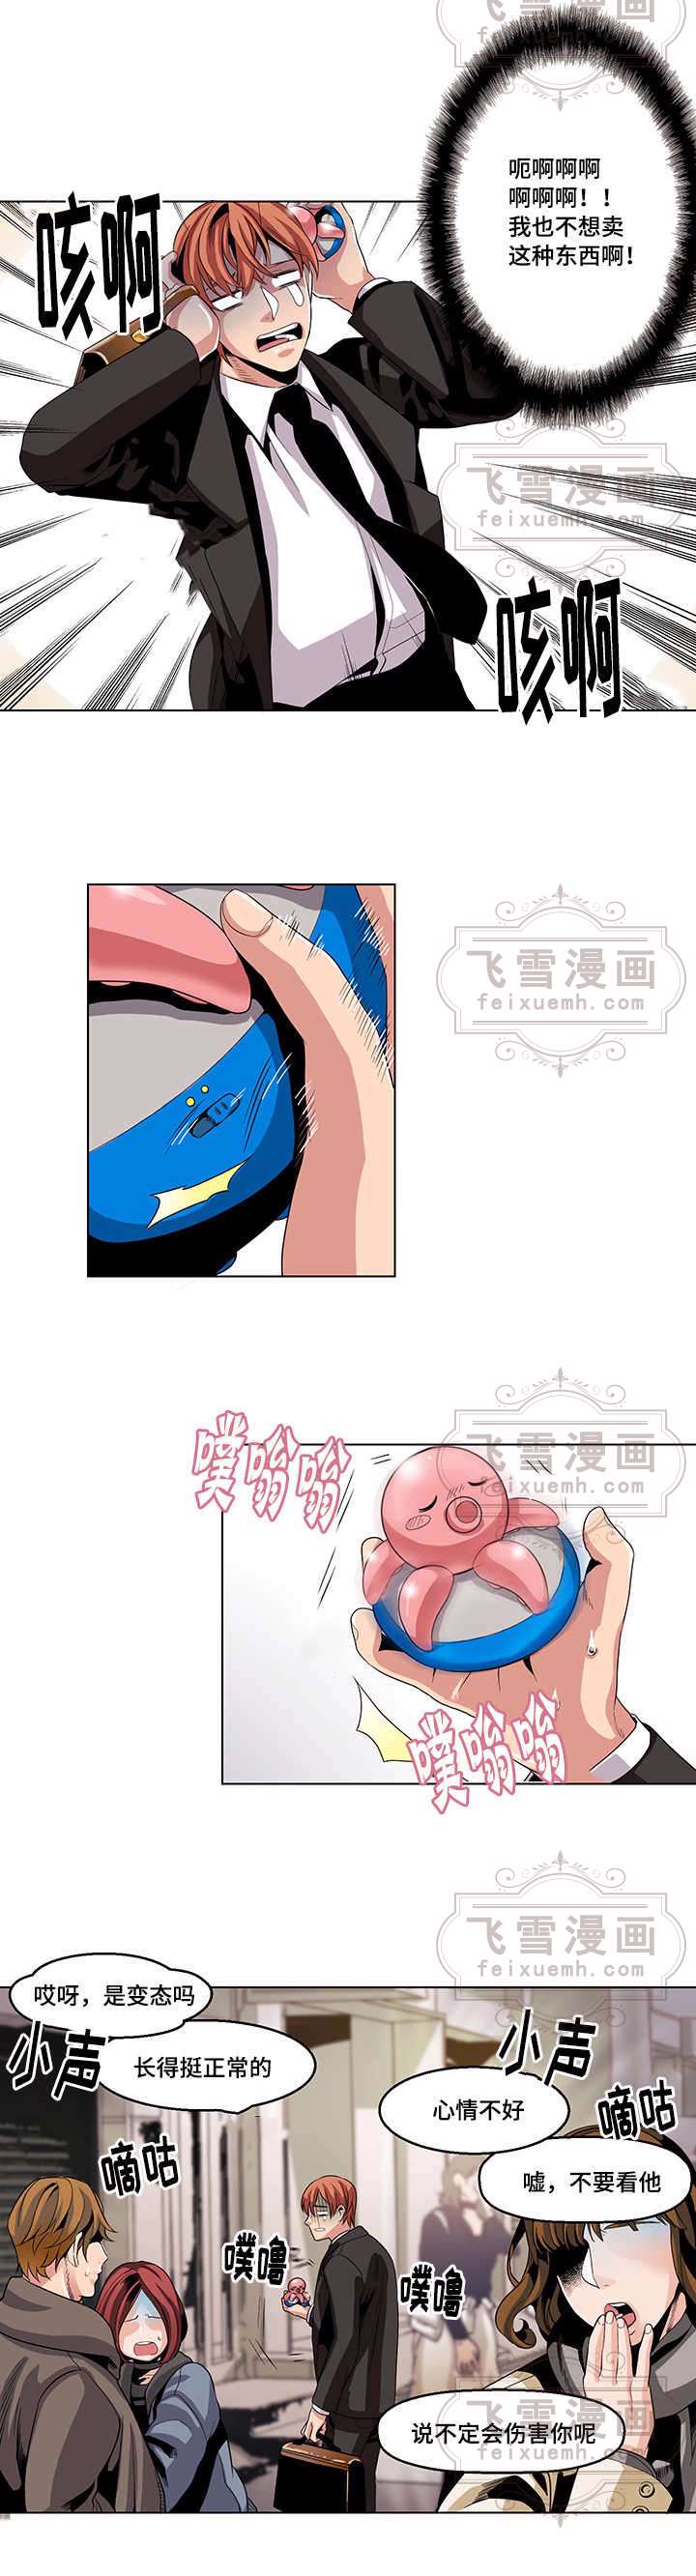 飞雪漫画
feixuemh.com
呃啊啊啊
啊啊啊！！
我也不想卖
这种东西啊！
咳啊
飞雪漫画
feixuemh.com
咳啊
飞雪漫画
feixuemh.com
飞雪漫画
feixuemh.com
噗嗡嗡
噗嗡嗡
飞雪漫画
feixuemh.com
哎呀，是变态吗
小声
长得挺正常的
小声
心情不好
嘀咕
嘀咕
嘘，不要看他
噗噜
噗噜
说不定会伤害你呢
飞雪漫画
feixuemh.com